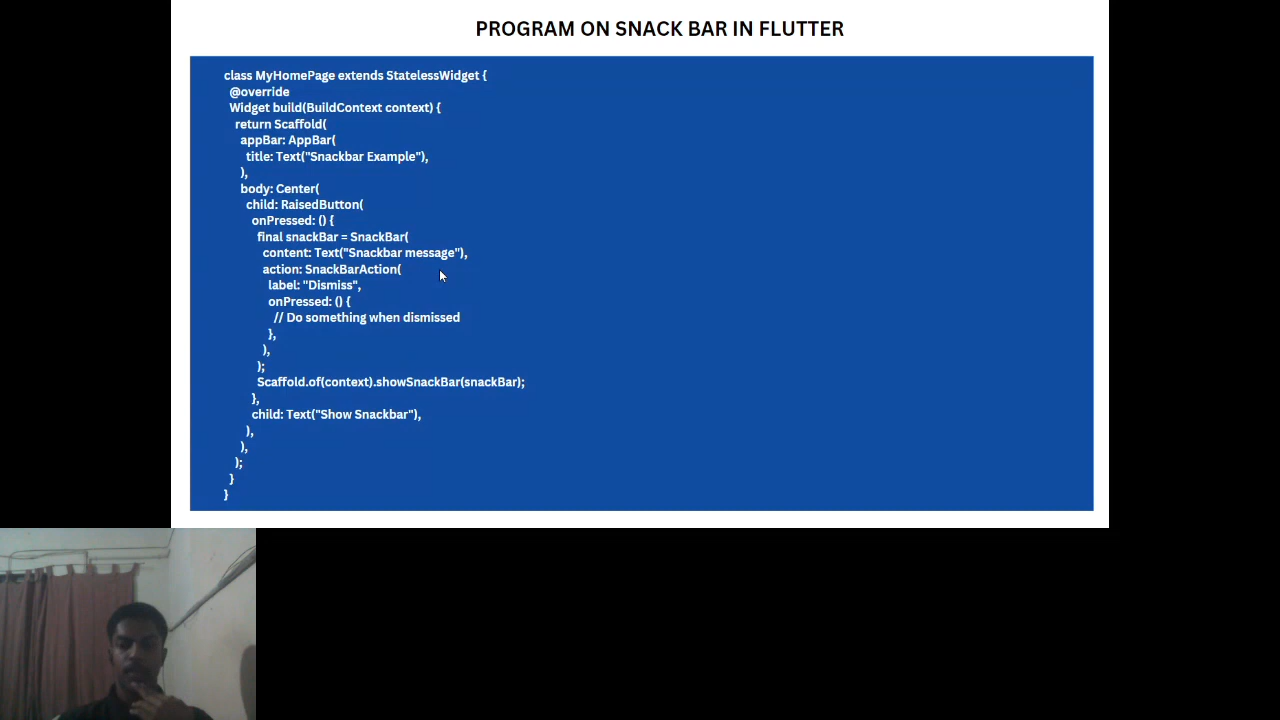 PROGRAM ON SNACK BAR IN FLUTTER
class MyHomePage extends StatelessWidget {
@override
Widget build(BuildContext context) {
return Scaffold(
appBar: AppBar(
title: Text("Snackbar Example"),
),
body: Center(
child: RaisedButton(
onPressed: () {
final snackBar = SnackBar(
content: Text("Snackbar message"),
action: SnackBarAction(
label: "Dismiss",
onPressed: () {
// Do something when dismissed
},
),
);
Scaffold.of(context).showSnackBar(snackBar);
},
child: Text("Show Snackbar"),
),
),
);
}
}